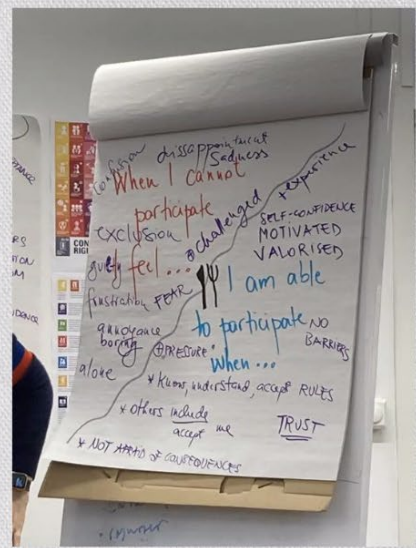 confusion
dissappointment
Sadness
When I cannot
participate
exclusion
I feel...
frustration
FEAR
annoyance
boring
⊕PRESSURE
alone
⊕ challenged
+ experience
SELF-CONFIDENCE
MOTIVATED
VALORISED
I am able
to participate
when...
NO
BARRIERS
* Know, understand, accept RULES
* others include
accept me
TRUST
* NOT AFRAID OF CONSEQUENCES